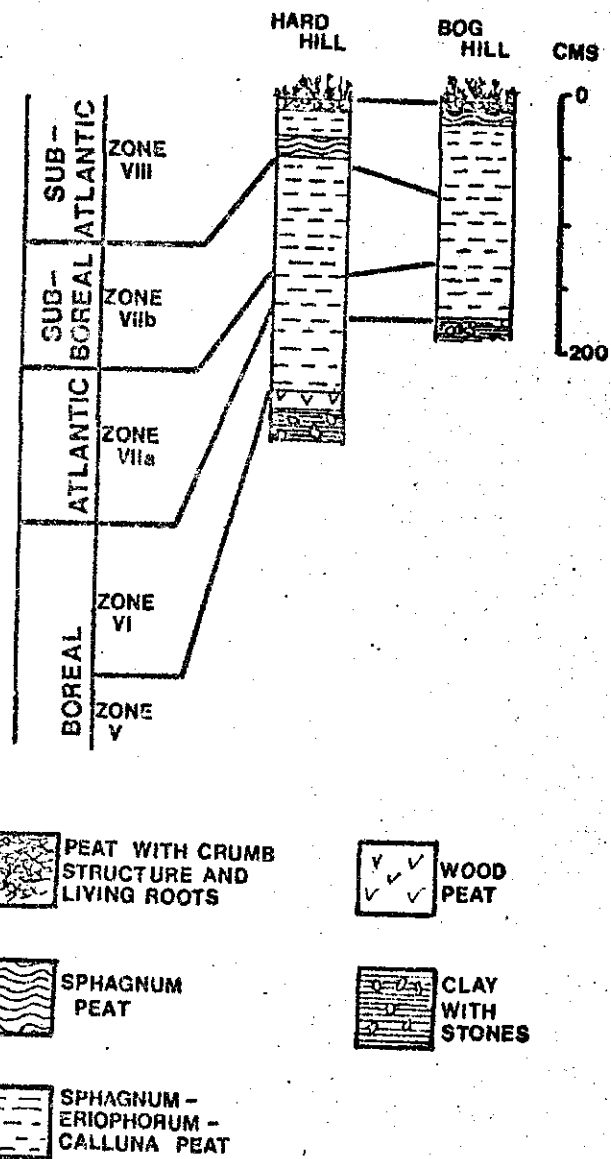 HARD
HILL
BOG
HILL
CMS
0
200
SUB-
ATLANTIC
ZONE
VIII
SUB-
BOREAL
ZONE
VIIb
ATLANTIC
ZONE
VIIa
BOREAL
ZONE
VI
ZONE
V
PEAT WITH CRUMB
STRUCTURE AND
LIVING ROOTS
SPHAGNUM
PEAT
SPHAGNUM -
ERIOPHORUM -
CALLUNA PEAT
WOOD
PEAT
CLAY
WITH
STONES